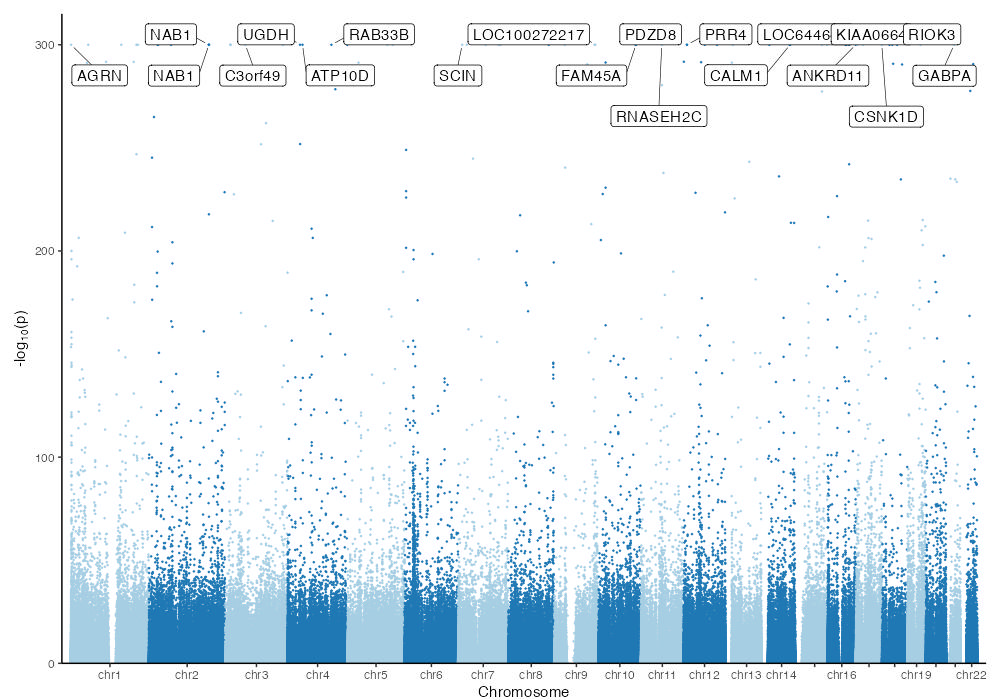 NAB1 UGDH RAB33B LOC100272217 PDZD8 PRR4 LOC6446 KIAA0664 RIOK3
300
AGRN NAB1 C3orf49 ATP10D SCIN FAM45A CALM1 ANKRD11 GABPA
RNASEH2C CSNK1D
200
-log10(p)
100
0
chr1 chr2 chr3 chr4 chr5 chr6 chr7 chr8 chr9 chr10 chr11 chr12 chr13 chr14 chr16 chr19 chr22
Chromosome